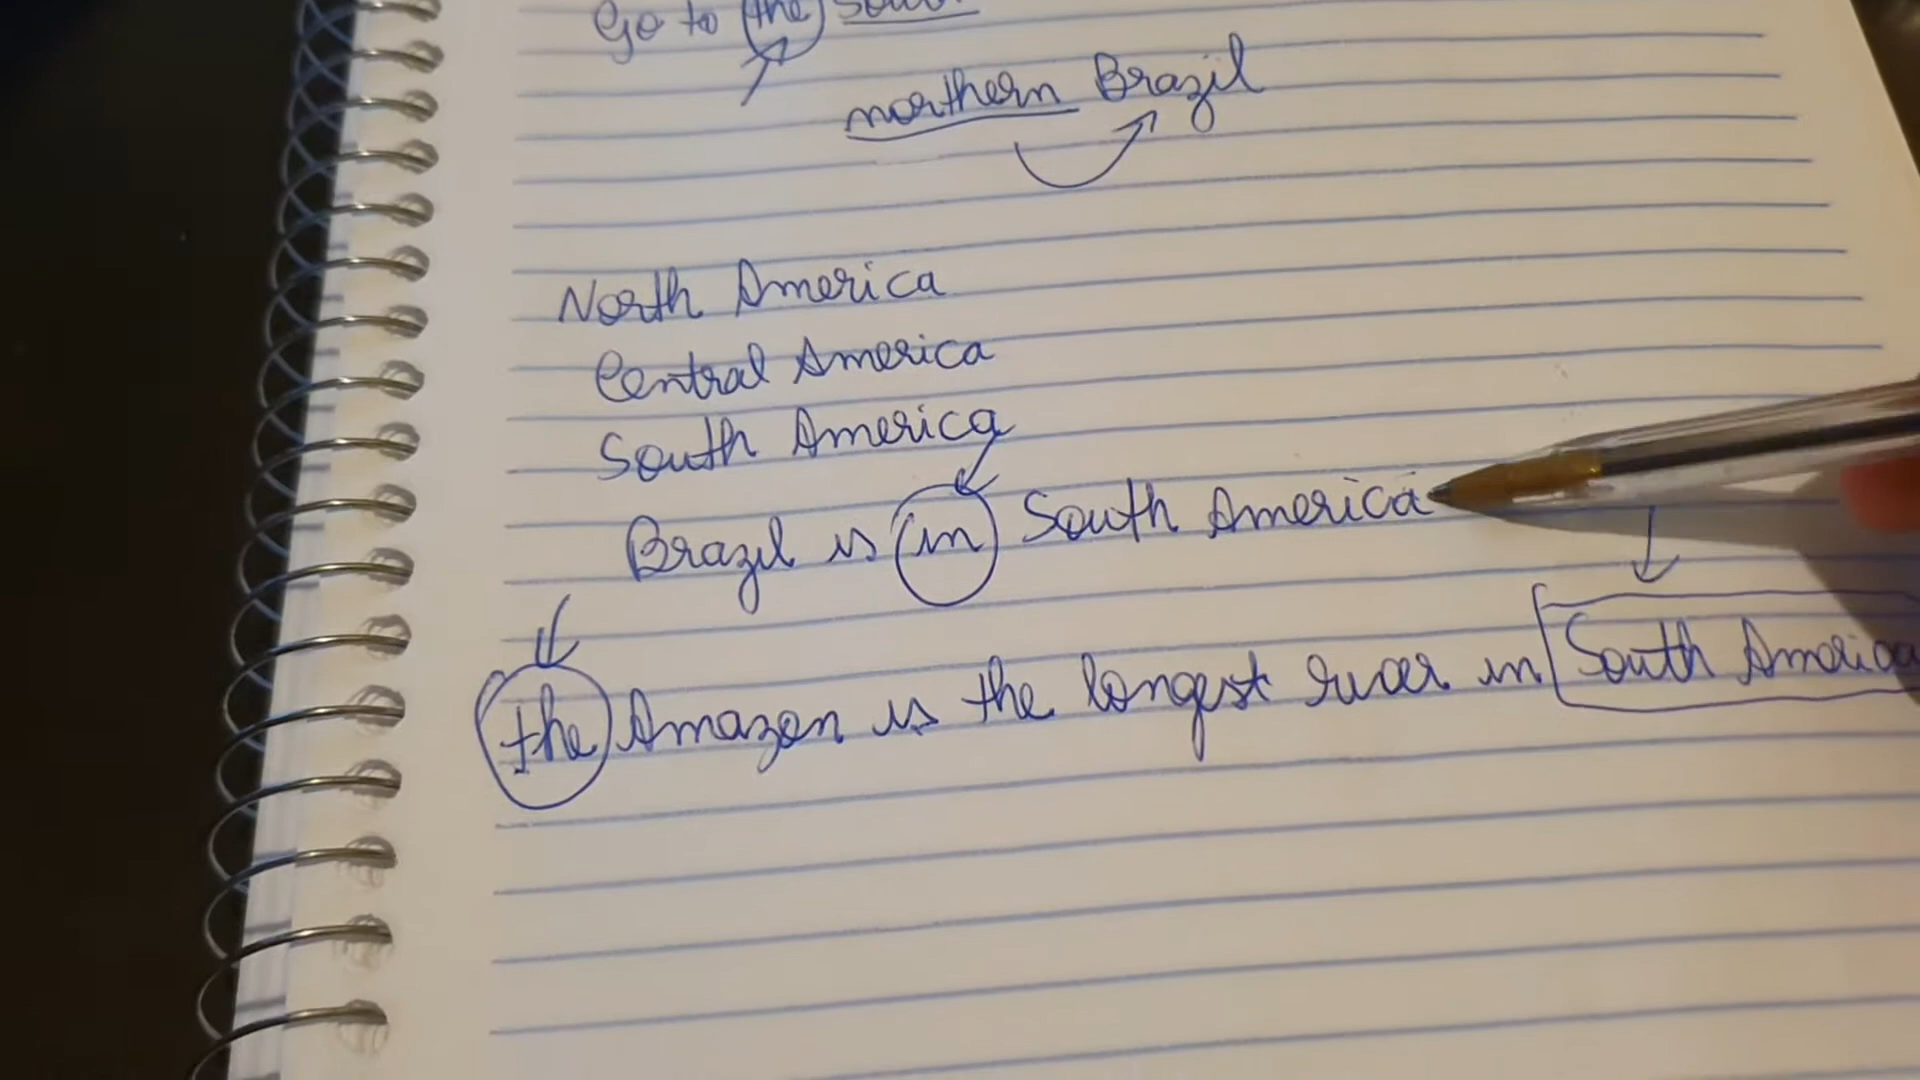 Go to the South
northern Brazil
North America
Central America
South America
Brazil is in South America
the Amazon is the longest river in South America